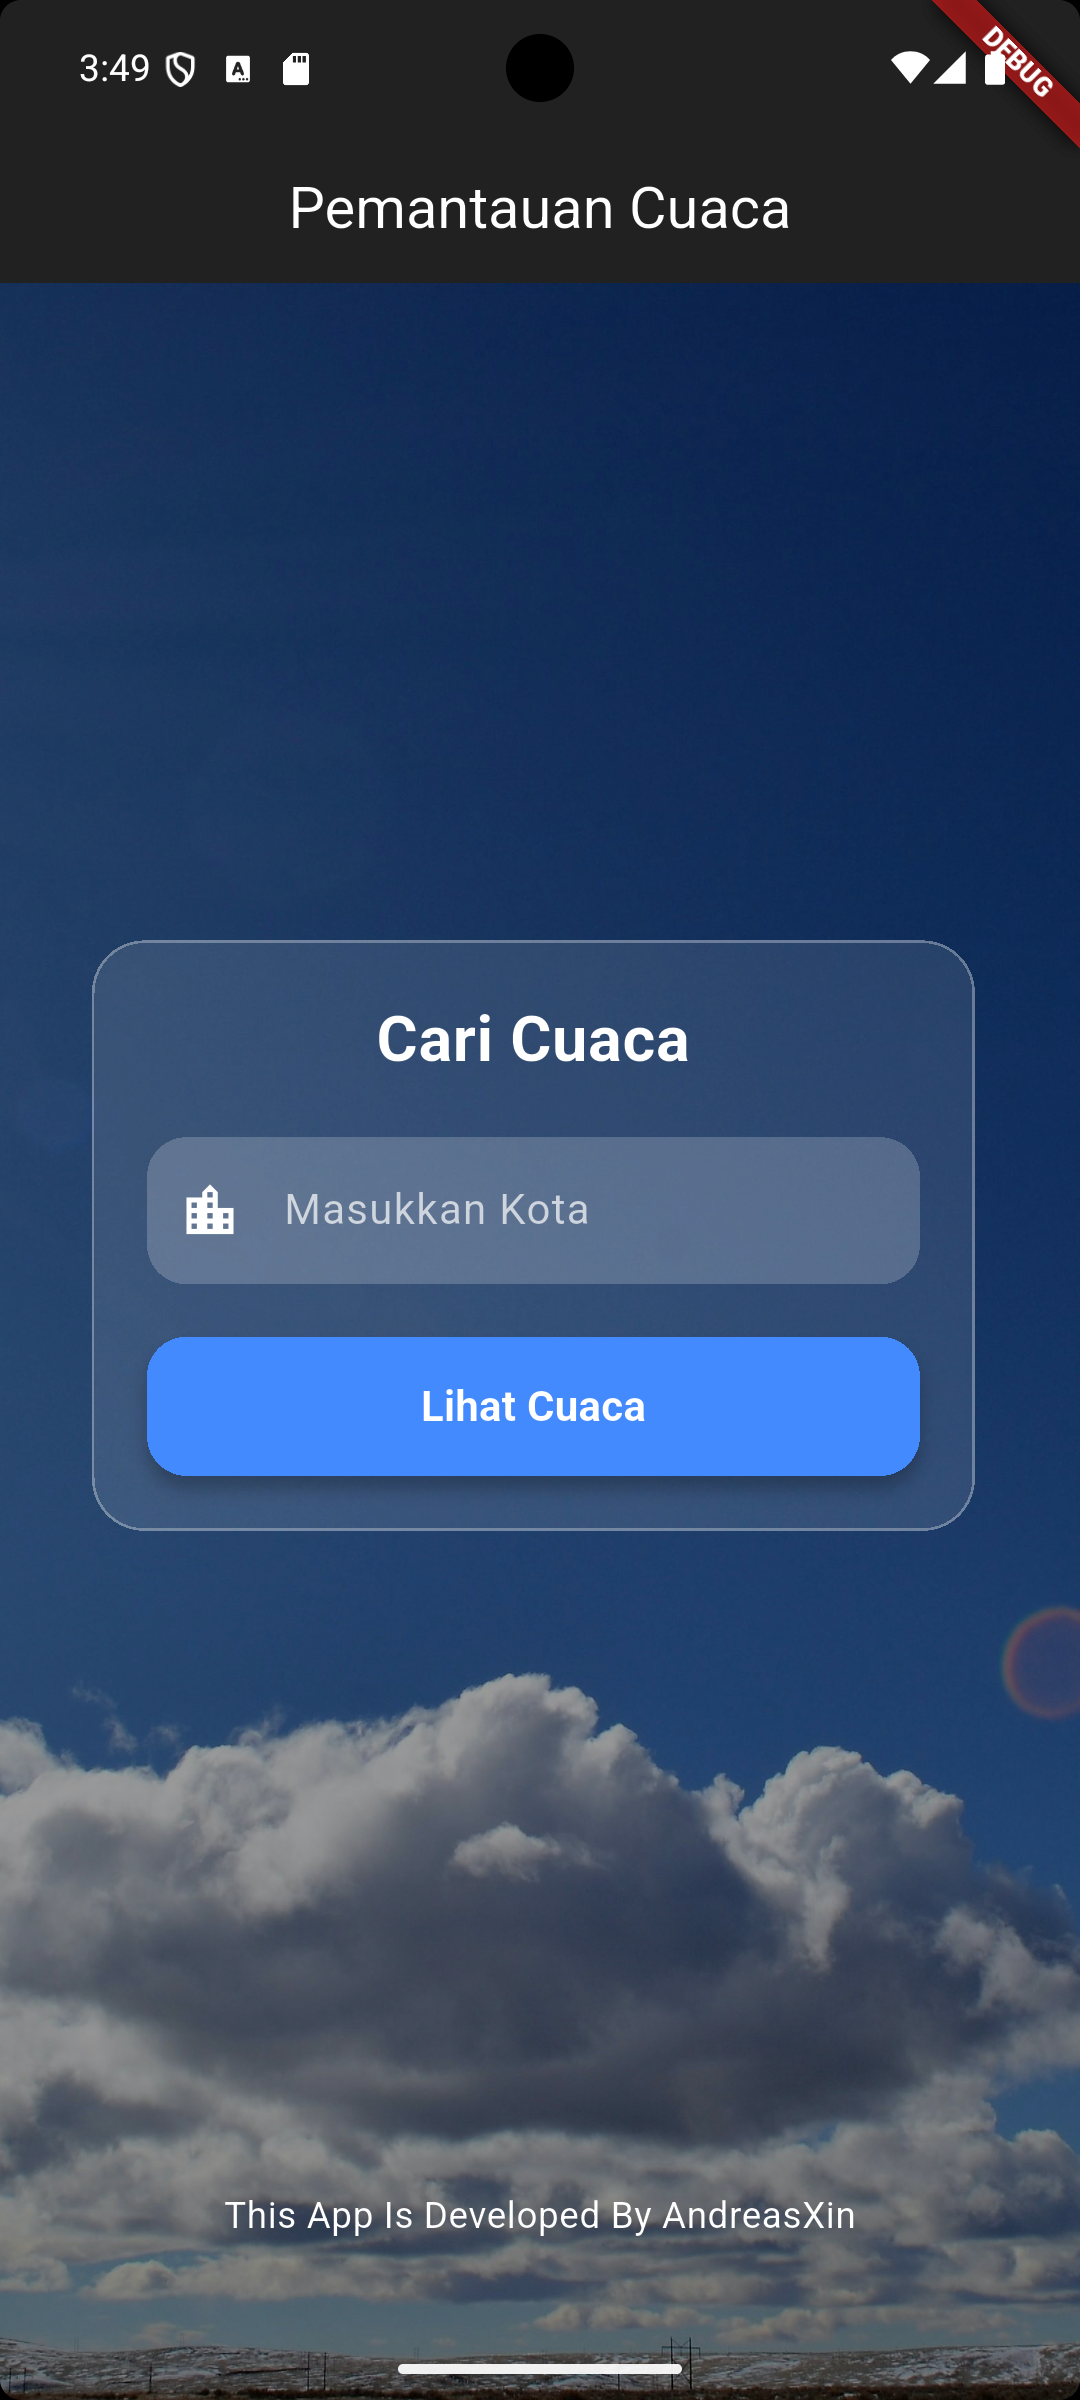 3:49
DEBUG
Pemantauan Cuaca
Cari Cuaca
Masukkan Kota
Lihat Cuaca
This App Is Developed By AndreasXin